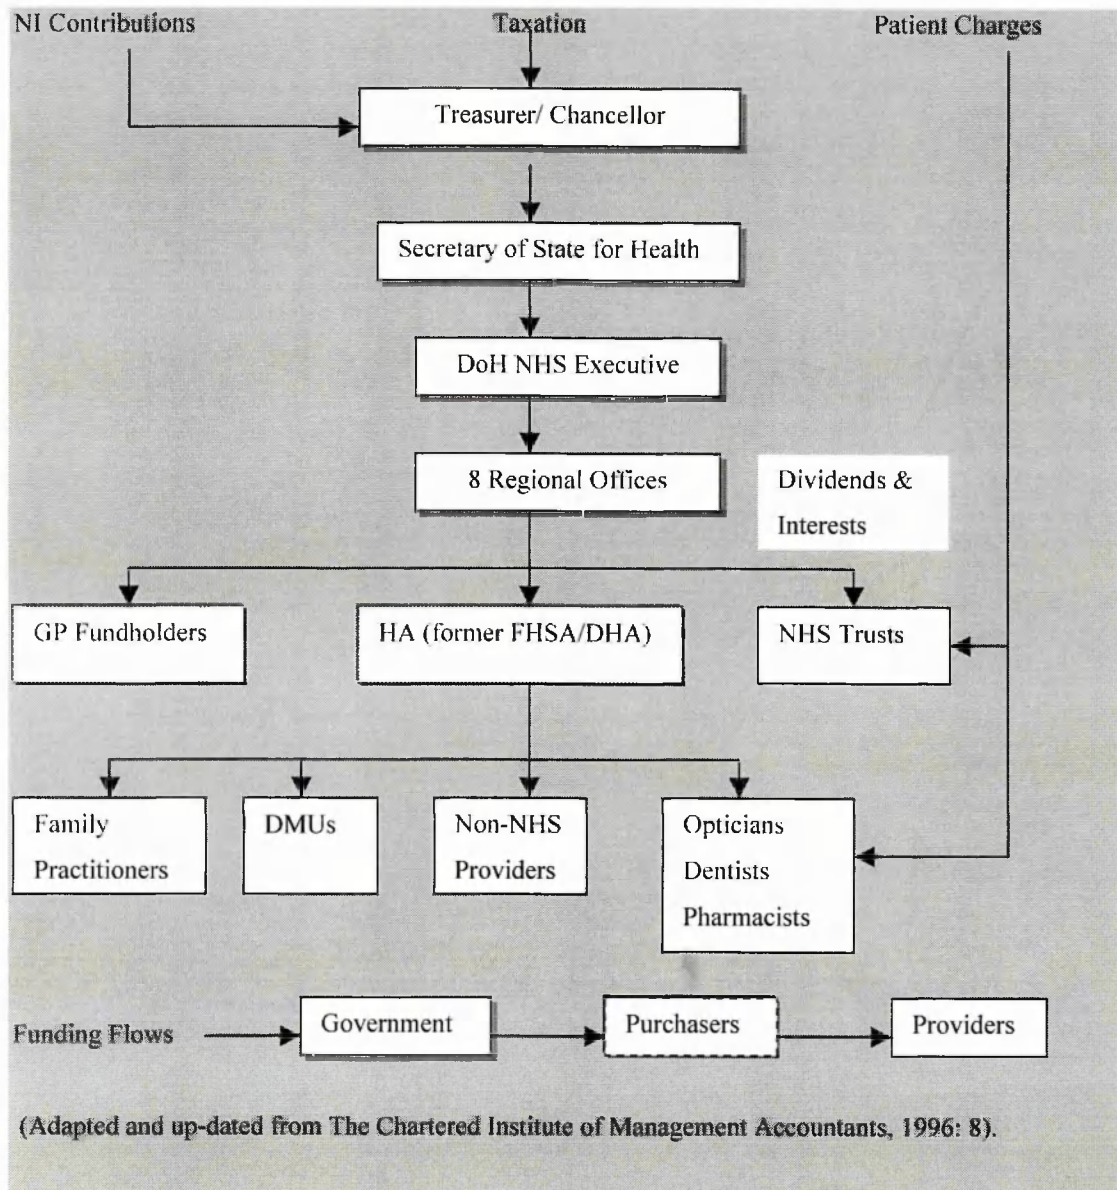 NI Contributions
Taxation
Patient Charges
Treasurer/ Chancellor
Secretary of State for Health
DoH NHS Executive
8 Regional Offices
Dividends &
Interests
GP Fundholders
HA (former FHSA/DHA)
NHS Trusts
Family
Practitioners
DMUs
Non-NHS
Providers
Opticians
Dentists
Pharmacists
Funding Flows
Government
Purchasers
Providers
(Adapted and up-dated from The Chartered Institute of Management Accountants, 1996: 8).